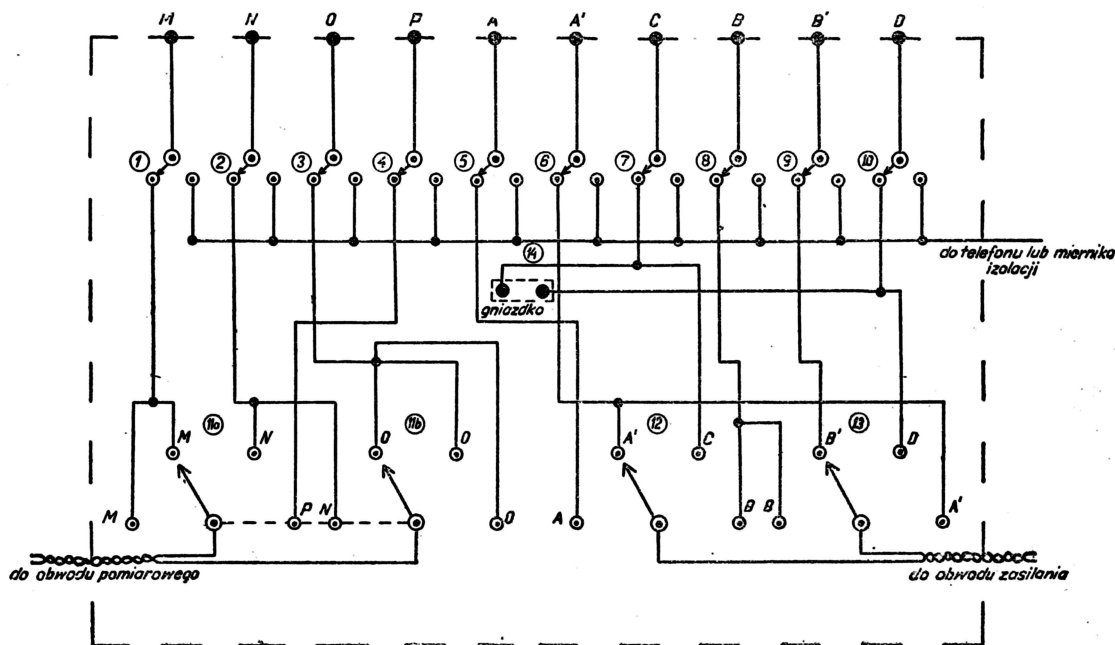 M N O P A A' C B B' D
1 2 3 4 5 6 7 8 9 10
14
do telefonu lub miernika
izolacji
gniazdko
11a 11b 12 13
M N O O A' C B' D
M P N O A B B A'
do obwodu pomiarowego
do obwodu zasilania